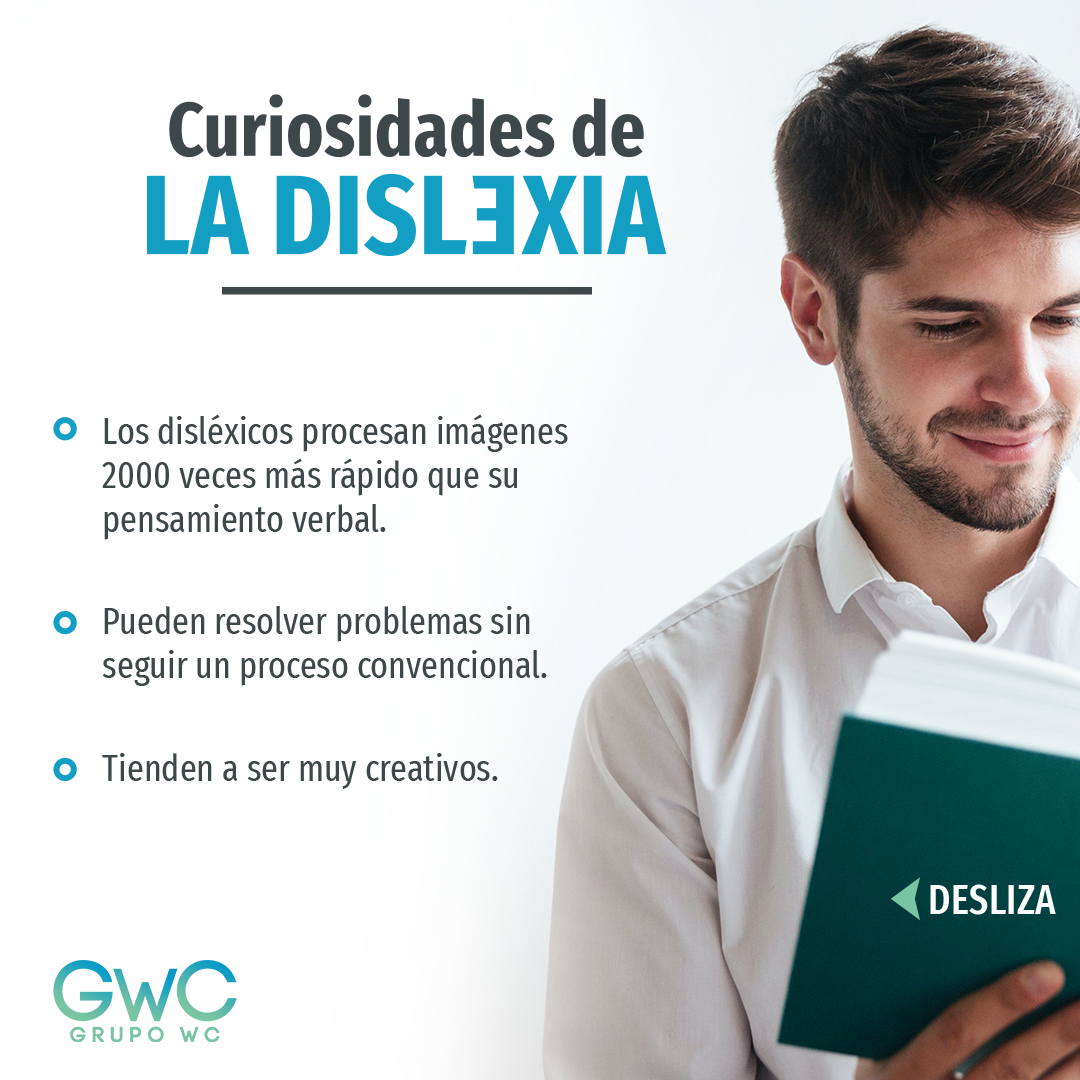 Curiosidades de
LA DISLEXIA
Los disléxicos procesan imágenes
2000 veces más rápido que su
pensamiento verbal.
Pueden resolver problemas sin
seguir un proceso convencional.
Tienden a ser muy creativos.
DESLIZA
GWC
GRUPO WC